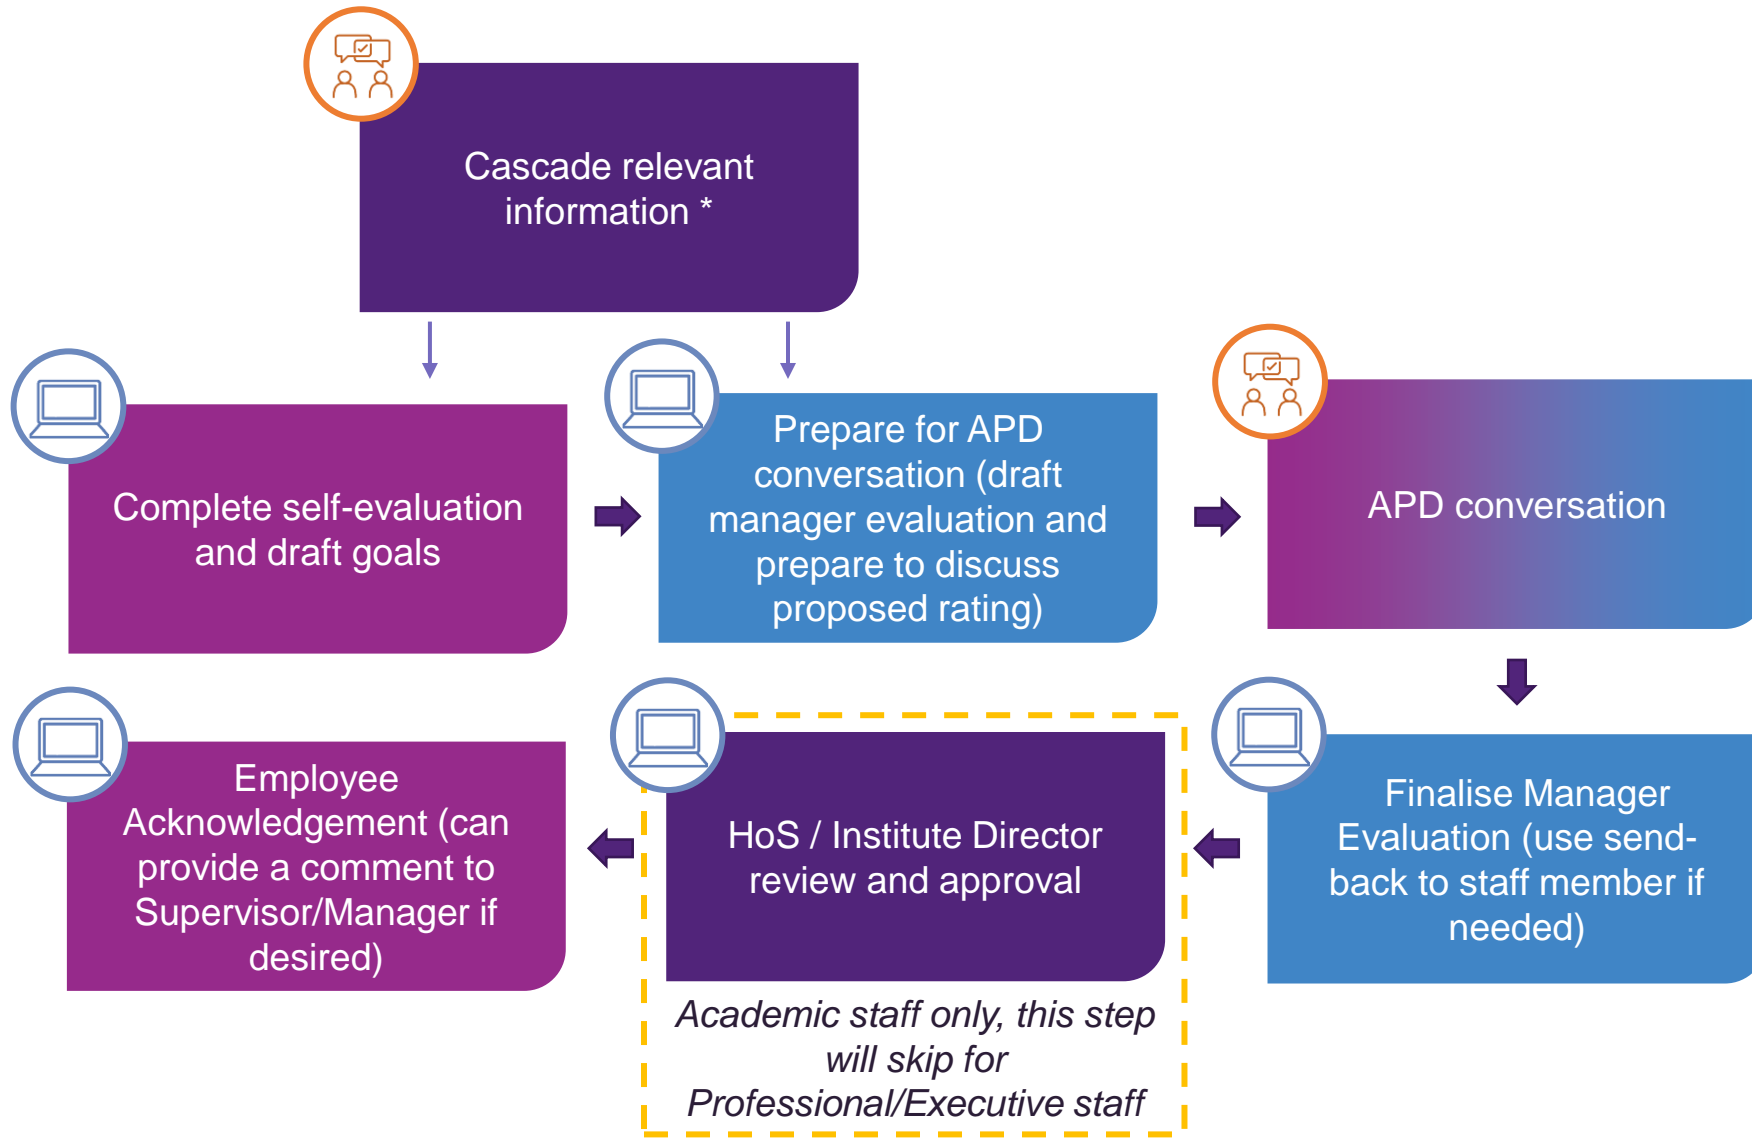 Cascade relevant
information *
Complete self-evaluation
and draft goals
Prepare for APD
conversation (draft
manager evaluation and
prepare to discuss
proposed rating)
APD conversation
Finalise Manager
Evaluation (use send-
back to staff member if
needed)
HoS / Institute Director
review and approval
Academic staff only, this step
will skip for
Professional/Executive staff
Employee
Acknowledgement (can
provide a comment to
Supervisor/Manager if
desired)